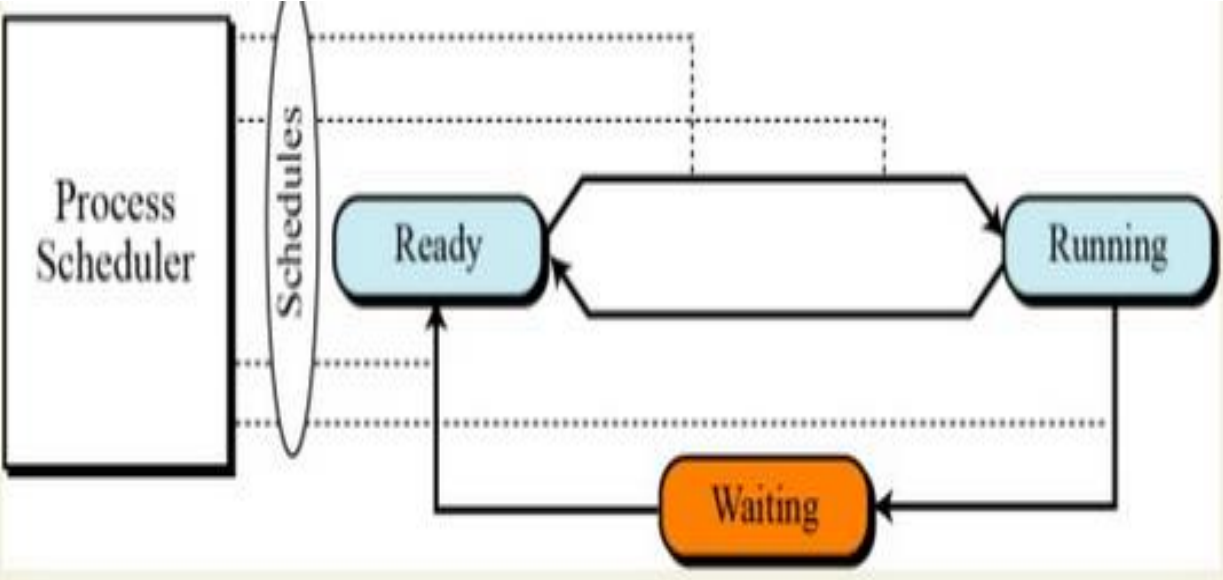 Process
Scheduler
Schedules
Ready
Running
Waiting